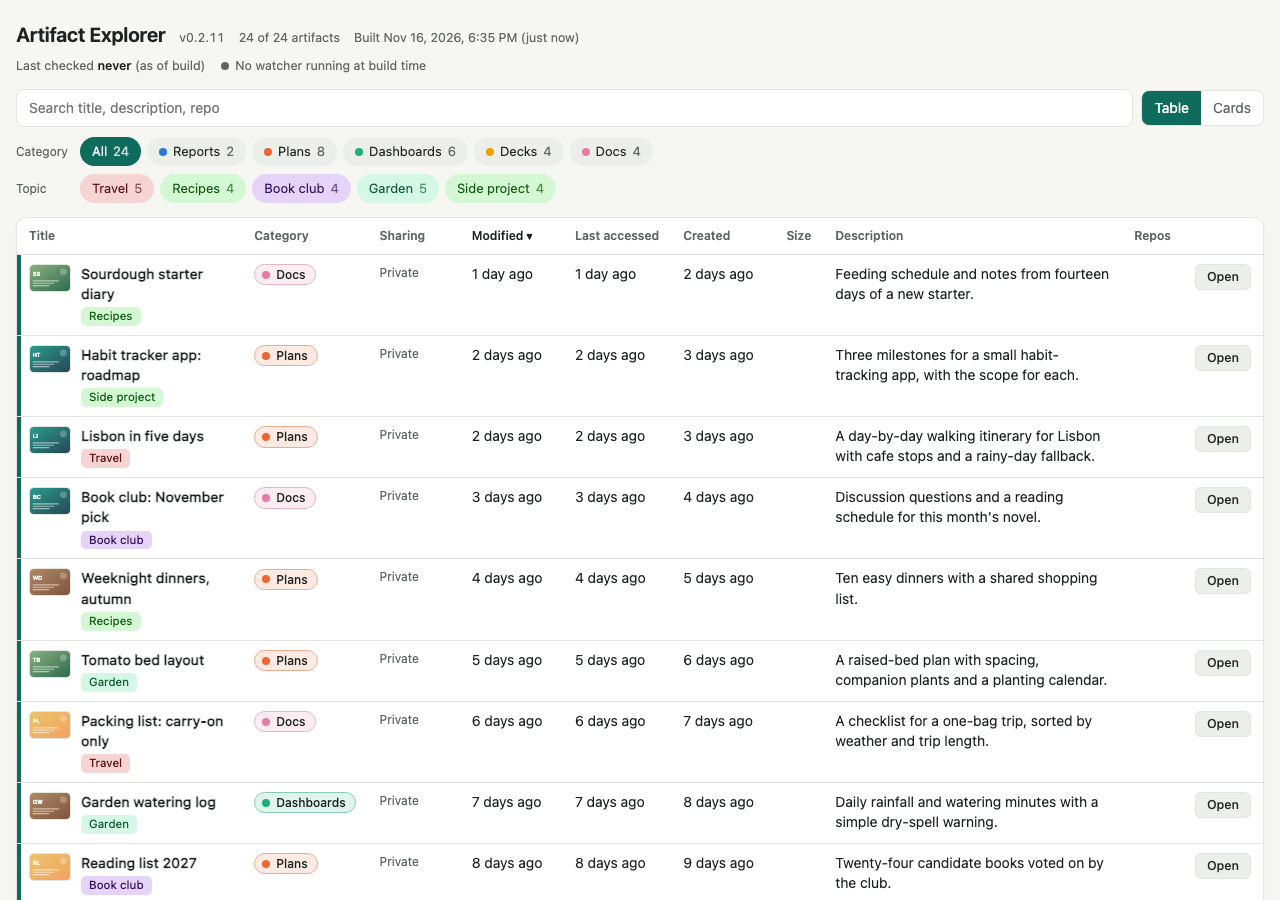 Artifact Explorer v0.2.11 24 of 24 artifacts Built Nov 16, 2026, 6:35 PM (just now)
Last checked never (as of build) No watcher running at build time
Search title, description, repo
Table Cards
Category All 24 Reports 2 Plans 8 Dashboards 6 Decks 4 Docs 4
Topic Travel 5 Recipes 4 Book club 4 Garden 5 Side project 4
Title Category Sharing Modified ▾ Last accessed Created Size Description Repos
SS Sourdough starter diary Docs Private 1 day ago 1 day ago 2 days ago Feeding schedule and notes from fourteen days of a new starter. Open
Recipes
HT Habit tracker app: roadmap Plans Private 2 days ago 2 days ago 3 days ago Three milestones for a small habit-tracking app, with the scope for each. Open
Side project
LI Lisbon in five days Plans Private 2 days ago 2 days ago 3 days ago A day-by-day walking itinerary for Lisbon with cafe stops and a rainy-day fallback. Open
Travel
BC Book club: November pick Docs Private 3 days ago 3 days ago 4 days ago Discussion questions and a reading schedule for this month's novel. Open
Book club
WD Weeknight dinners, autumn Plans Private 4 days ago 4 days ago 5 days ago Ten easy dinners with a shared shopping list. Open
Recipes
TB Tomato bed layout Plans Private 5 days ago 5 days ago 6 days ago A raised-bed plan with spacing, companion plants and a planting calendar. Open
Garden
PL Packing list: carry-on only Docs Private 6 days ago 6 days ago 7 days ago A checklist for a one-bag trip, sorted by weather and trip length. Open
Travel
GW Garden watering log Dashboards Private 7 days ago 7 days ago 8 days ago Daily rainfall and watering minutes with a simple dry-spell warning. Open
Garden
RL Reading list 2027 Plans Private 8 days ago 8 days ago 9 days ago Twenty-four candidate books voted on by the club. Open
Book club